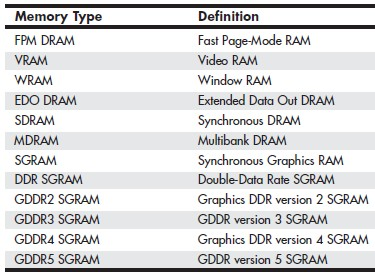 Memory Type Definition
FPM DRAM Fast Page-Mode RAM
VRAM Video RAM
WRAM Window RAM
EDO DRAM Extended Data Out DRAM
SDRAM Synchronous DRAM
MDRAM Multibank DRAM
SGRAM Synchronous Graphics RAM
DDR SGRAM Double-Data Rate SGRAM
GDDR2 SGRAM Graphics DDR version 2 SGRAM
GDDR3 SGRAM GDDR version 3 SGRAM
GDDR4 SGRAM Graphics DDR version 4 SGRAM
GDDR5 SGRAM GDDR version 5 SGRAM